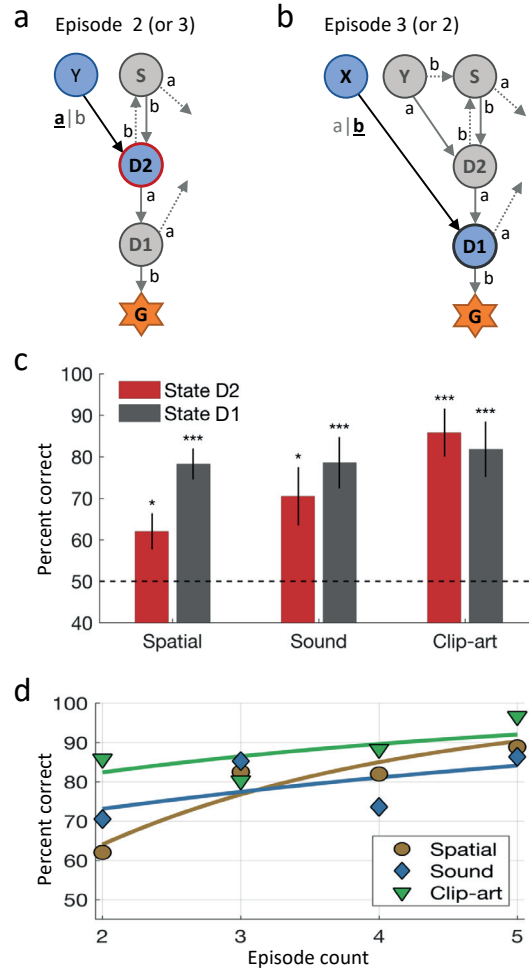 a Episode 2 (or 3)
Y S
a
b
a|b
b
D2
a
D1
a
b
G
b Episode 3 (or 2)
X Y S
b
a
a
b
a|b
b
D2
a
D1
a
b
G
c
100
90
80
70
60
50
40
Percent correct
State D2
State D1
* *** * *** *** ***
Spatial Sound Clip-art
d
100
90
80
70
60
50
Percent correct
Spatial
Sound
Clip-art
2 3 4 5
Episode count